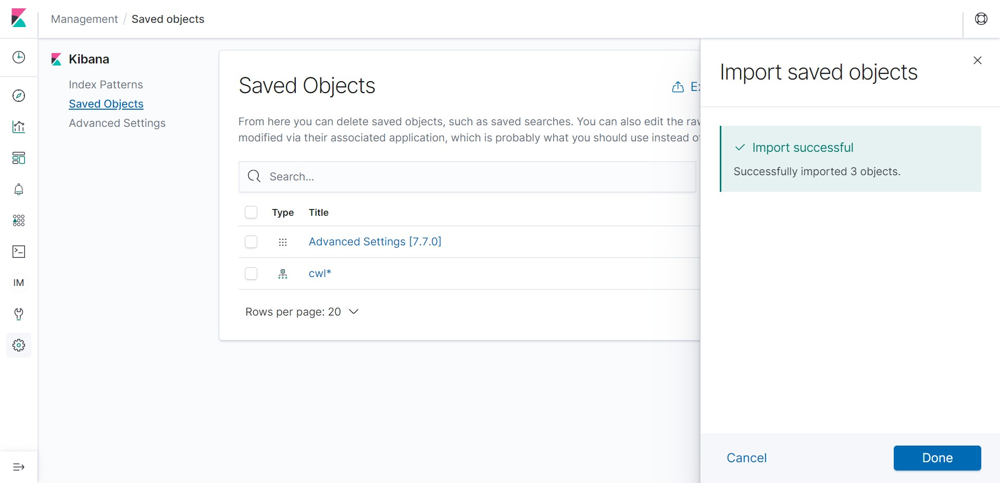 Management / Saved objects
Kibana
Index Patterns
Saved Objects
Advanced Settings
IM
Saved Objects
From here you can delete saved objects, such as saved searches. You can also edit the
modified via their associated application, which is probably what you should use instead
Search...
Type Title
Advanced Settings [7.7.0]
cwl*
Rows per page: 20
Import saved objects
Import successful
Successfully imported 3 objects.
Cancel
Done